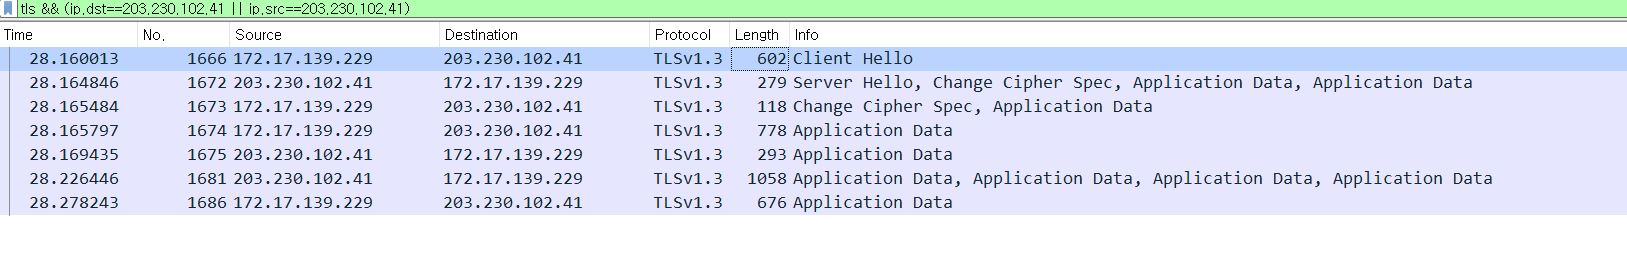 tls && (ip.dst==203.230.102.41 || ip.src==203.230.102.41)
Time No. Source Destination Protocol Length Info
28.160013 1666 172.17.139.229 203.230.102.41 TLSv1.3 602 Client Hello
28.164846 1672 203.230.102.41 172.17.139.229 TLSv1.3 279 Server Hello, Change Cipher Spec, Application Data, Application Data
28.165484 1673 172.17.139.229 203.230.102.41 TLSv1.3 118 Change Cipher Spec, Application Data
28.165797 1674 172.17.139.229 203.230.102.41 TLSv1.3 778 Application Data
28.169435 1675 203.230.102.41 172.17.139.229 TLSv1.3 293 Application Data
28.226446 1681 203.230.102.41 172.17.139.229 TLSv1.3 1058 Application Data, Application Data, Application Data, Application Data
28.278243 1686 172.17.139.229 203.230.102.41 TLSv1.3 676 Application Data